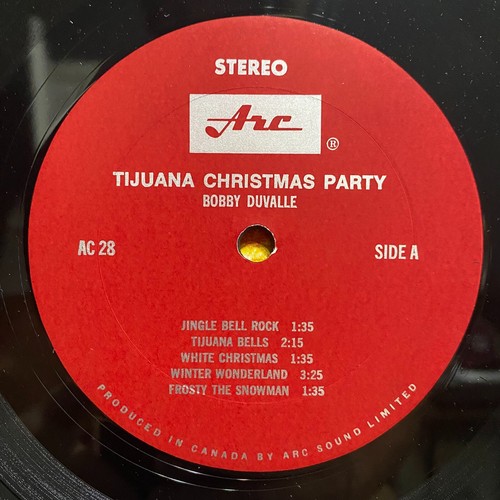 STEREO
Arc ®
TIJUANA CHRISTMAS PARTY
BOBBY DUVALLE
AC 28
SIDE A
JINGLE BELL ROCK 1:35
TIJUANA BELLS 2:15
WHITE CHRISTMAS 1:35
WINTER WONDERLAND 3:25
FROSTY THE SNOWMAN 1:35
PRODUCED IN CANADA BY ARC SOUND LIMITED